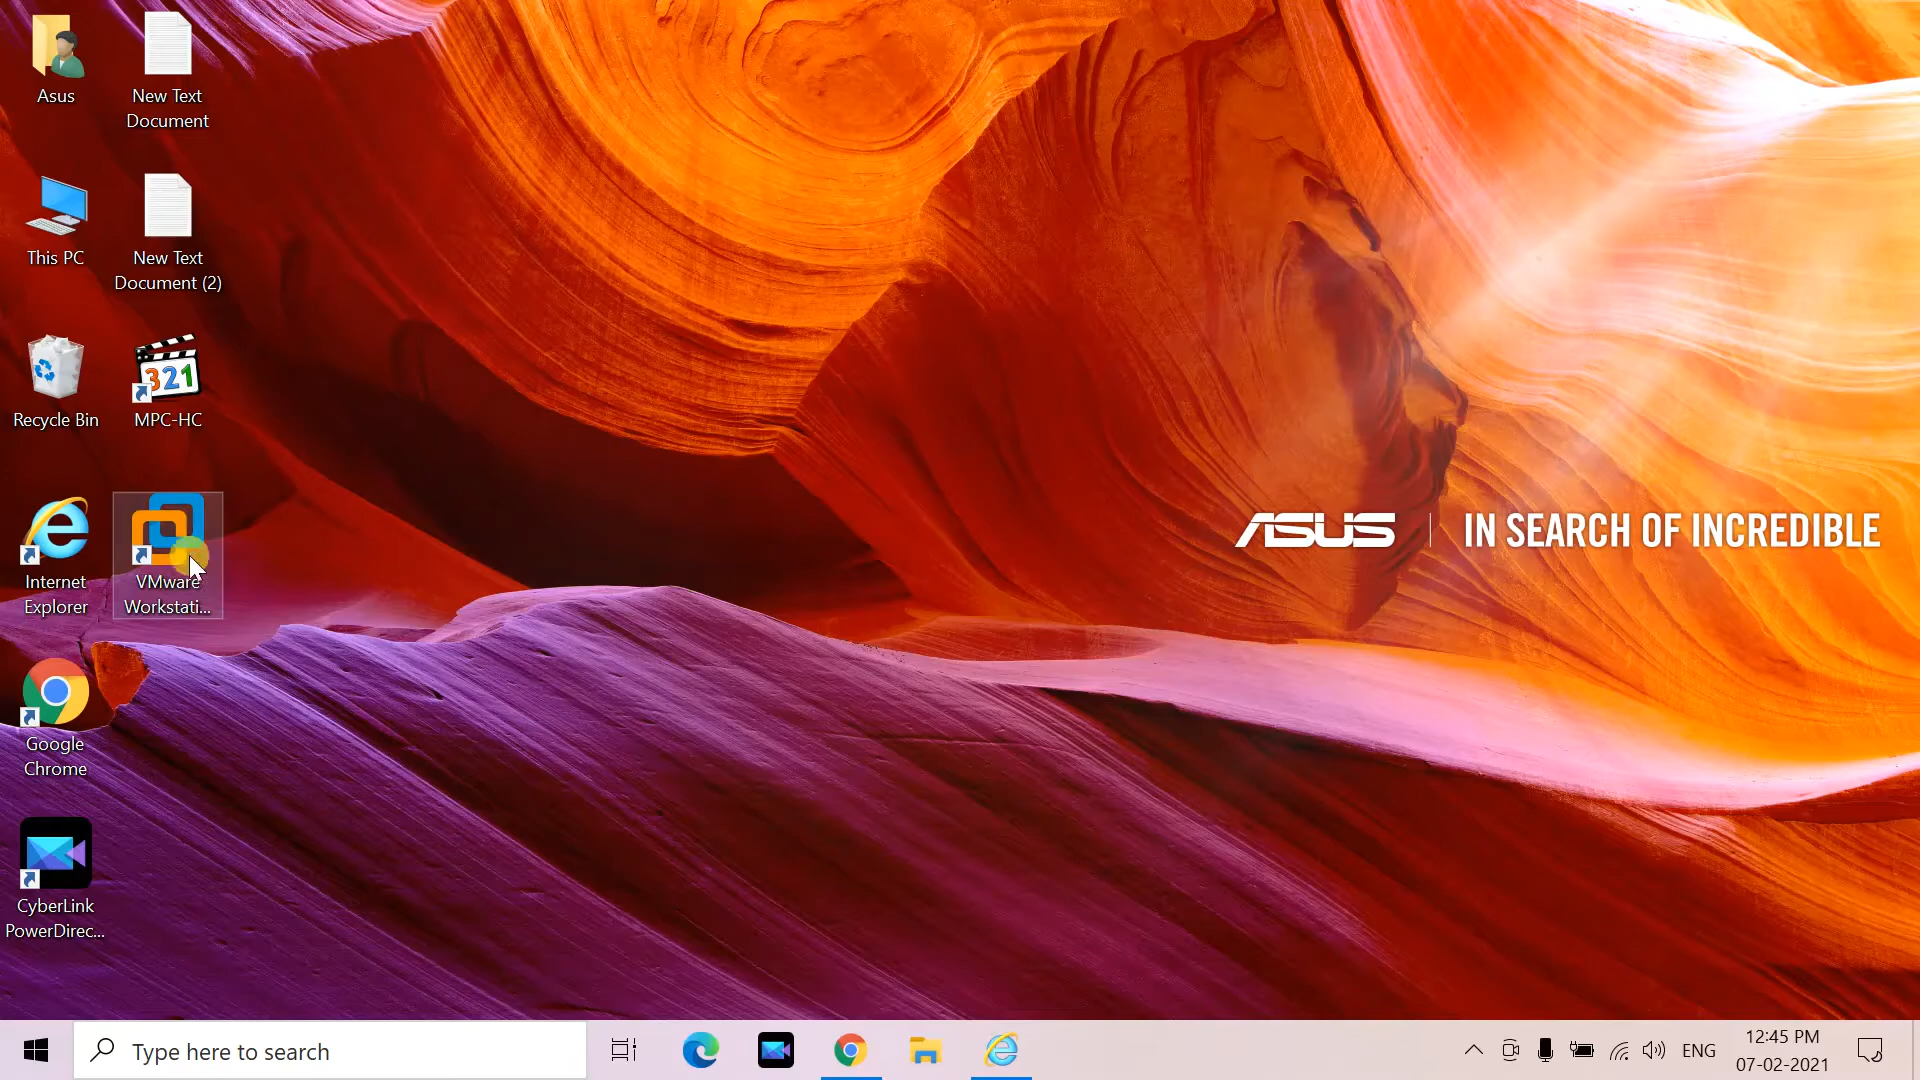 Asus
New Text
Document
This PC
New Text
Document (2)
Recycle Bin
321
MPC-HC
Internet
Explorer
VMware
Workstati...
Google
Chrome
CyberLink
PowerDirec...
ASUS | IN SEARCH OF INCREDIBLE
Type here to search
ENG
12:45 PM
07-02-2021